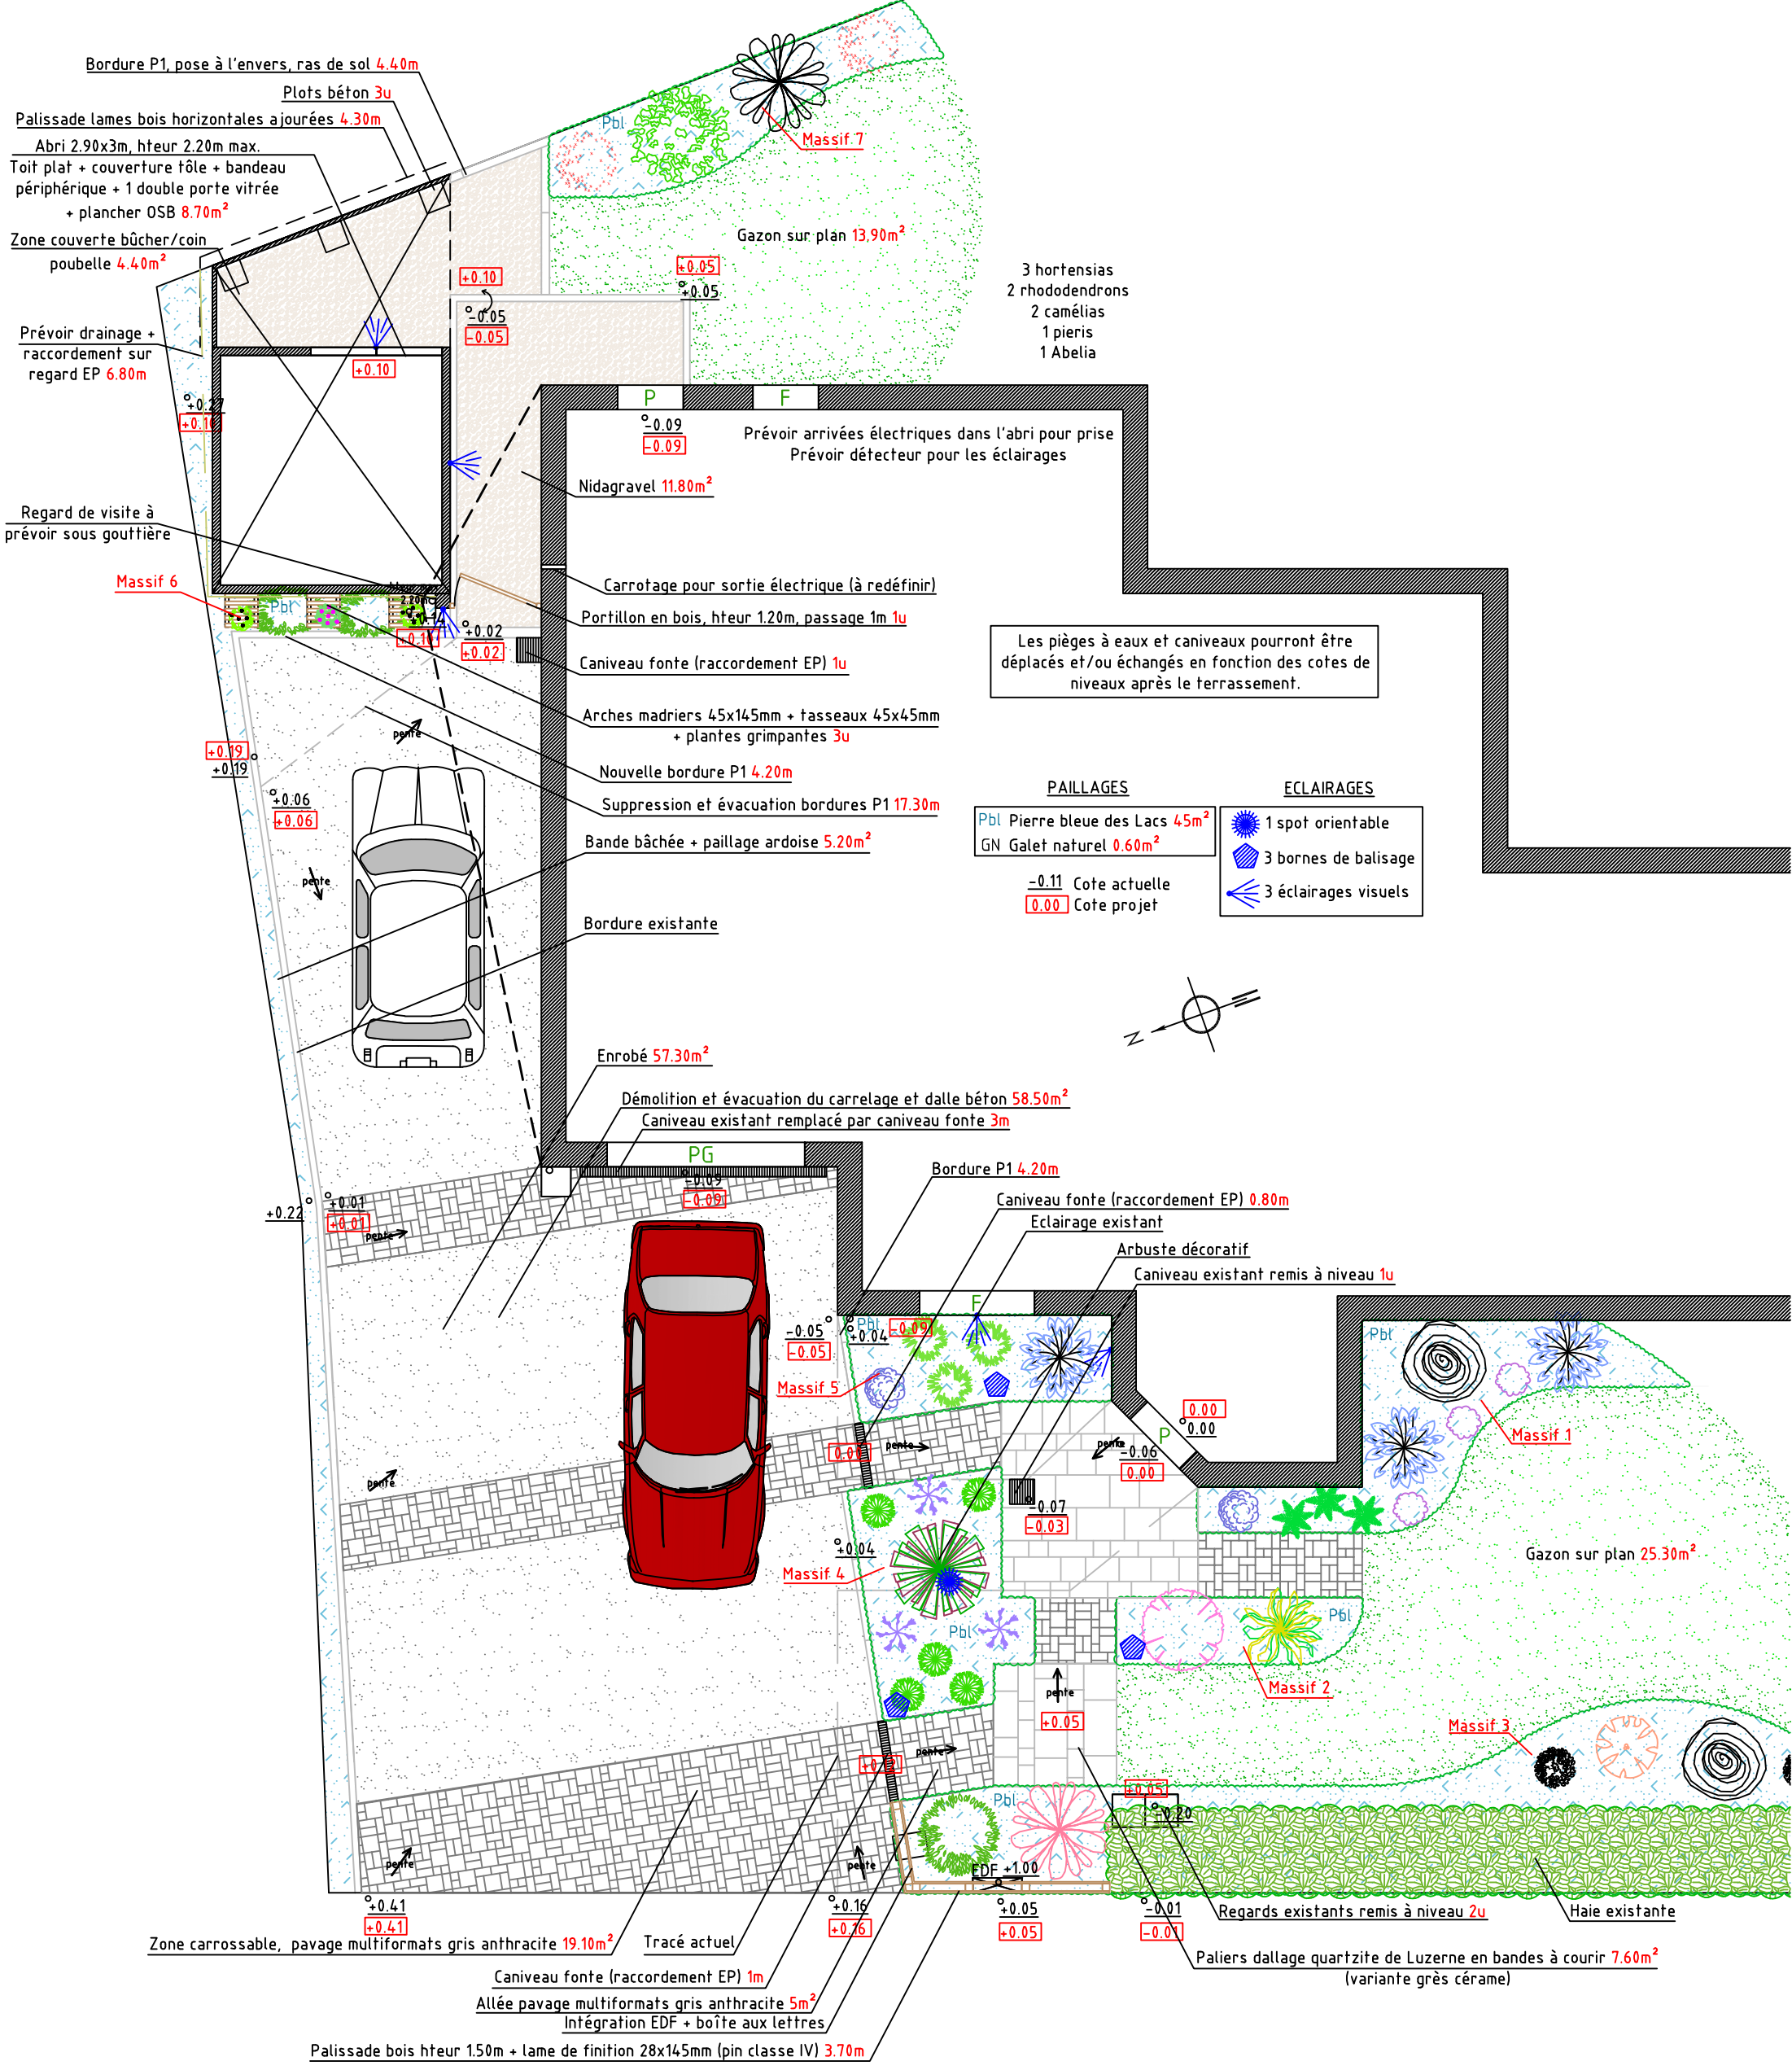 Bordure P1, pose à l'envers, ras de sol 4.40m
Plots béton 3u
Palissade lames bois horizontales ajourées 4.30m
Abri 2.90x3m, hteur 2.20m max.
Toit plat + couverture tôle + bandeau
périphérique + 1 double porte vitrée
+ plancher OSB 8.70m²
Zone couverte bûcher/coin
poubelle 4.40m²
Prévoir drainage +
raccordement sur
regard EP 6.80m
Regard de visite à
prévoir sous gouttière
Massif 6
Pbl
Massif 7
Gazon sur plan 13,90m²
+0.05
+0.05
+0.10
-0.05
-0.05
+0.10
+0.27
3 hortensias
2 rhododendrons
2 camélias
1 pieris
1 Abelia
P
F
-0.09
-0.09
Prévoir arrivées électriques dans l'abri pour prise
Prévoir détecteur pour les éclairages
Nidagravel 11.80m²
Carrotage pour sortie électrique (à redéfinir)
Portillon en bois, hteur 1.20m, passage 1m 1u
Caniveau fonte (raccordement EP) 1u
Pbl
2.20m
+0.10
+0.02
+0.02
Les pièges à eaux et caniveaux pourront être
déplacés et/ou échangés en fonction des cotes de
niveaux après le terrassement.
Arches madriers 45x145mm + tasseaux 45x45mm
+ plantes grimpantes 3u
Nouvelle bordure P1 4.20m
Suppression et évacuation bordures P1 17.30m
Bande bâchée + paillage ardoise 5.20m²
Bordure existante
pente
+0.19
+0.19
+0.06
+0.06
pente
PAILLAGES
Pbl Pierre bleue des Lacs 45m²
GN Galet naturel 0.60m²
-0.11 Cote actuelle
0.00 Cote projet
ECLAIRAGES
1 spot orientable
3 bornes de balisage
3 éclairages visuels
N
Enrobé 57.30m²
Démolition et évacuation du carrelage et dalle béton 58.50m²
Caniveau existant remplacé par caniveau fonte 3m
PG
-0.09
-0.09
Bordure P1 4.20m
Caniveau fonte (raccordement EP) 0.80m
Eclairage existant
Arbuste décoratif
Caniveau existant remis à niveau 1u
+0.22
+0.01
+0.01
pente
F
Pbl
-0.09
-0.05
-0.05
+0.04
Massif 5
Pbl
Massif 1
0.00
0.00
P
pente
-0.06
0.00
pente
pente
-0.07
-0.03
+0.04
Massif 4
Pbl
Gazon sur plan 25.30m²
Pbl
Massif 2
pente
+0.05
Massif 3
pente
+0.05
-0.20
Pbl
EDF +1.00
pente
pente
+0.41
+0.41
+0.16
+0.16
+0.05
+0.05
-0.01
-0.01
Regards existants remis à niveau 2u
Haie existante
Zone carrossable, pavage multiformats gris anthracite 19.10m²
Tracé actuel
Paliers dallage quartzite de Luzerne en bandes à courir 7.60m²
(variante grès cérame)
Caniveau fonte (raccordement EP) 1m
Allée pavage multiformats gris anthracite 5m²
Intégration EDF + boîte aux lettres
Palissade bois hteur 1.50m + lame de finition 28x145mm (pin classe IV) 3.70m